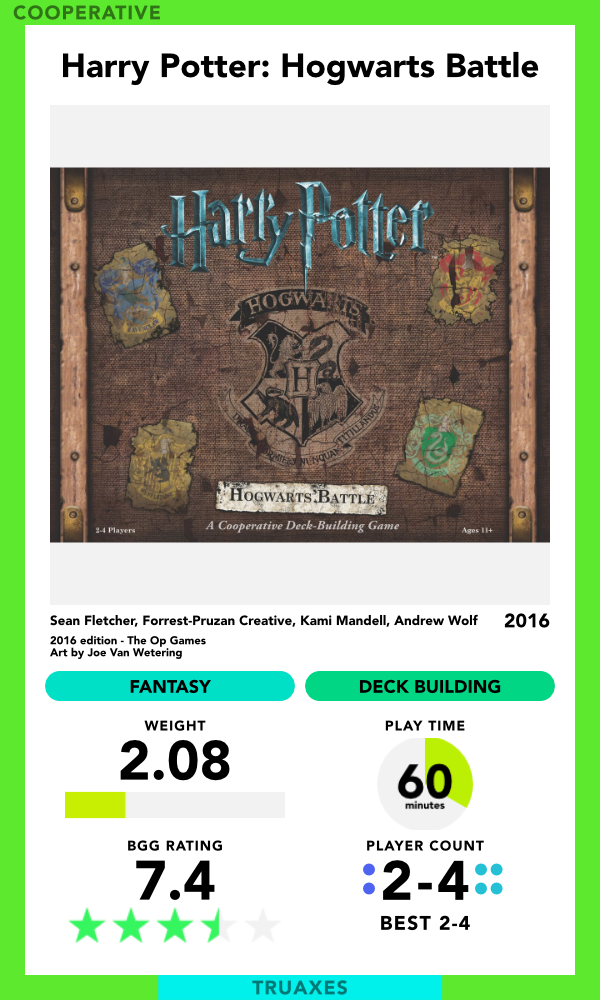 COOPERATIVE
Harry Potter: Hogwarts Battle
Harry Potter
HOGWARTS
H
HOGWARTS BATTLE
A Cooperative Deck-Building Game
2-4 Players
Ages 11+
Sean Fletcher, Forrest-Pruzan Creative, Kami Mandell, Andrew Wolf
2016
2016 edition - The Op Games
Art by Joe Van Wetering
FANTASY
DECK BUILDING
WEIGHT
2.08
PLAY TIME
60
minutes
BGG RATING
7.4
PLAYER COUNT
2-4
BEST 2-4
TRUAXES